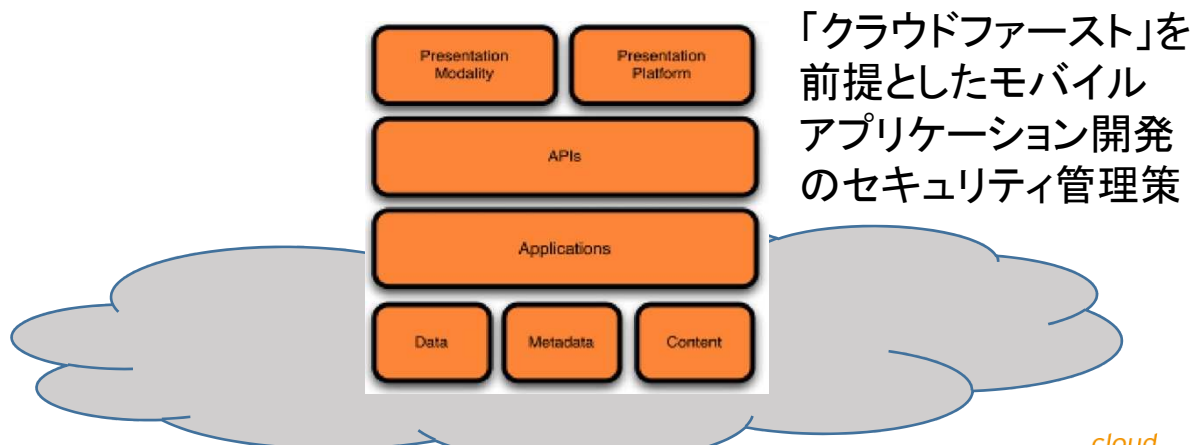 「クラウドファースト」を
前提としたモバイル
アプリケーション開発
のセキュリティ管理策
Presentation
Modality
Presentation
Platform
APIs
Applications
Data
Metadata
Content
cloud